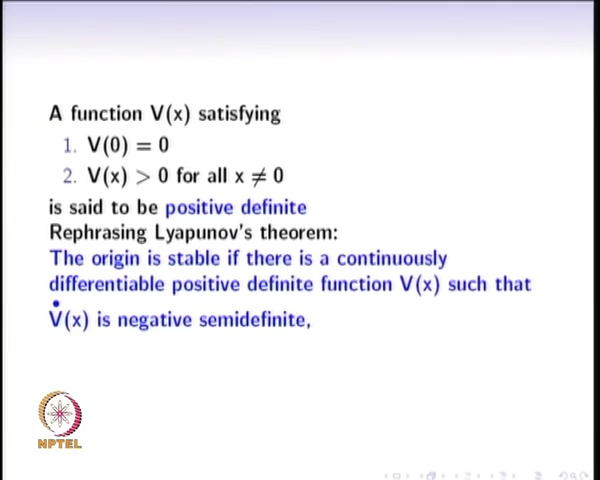 A function V(x) satisfying
1. V(0) = 0
2. V(x) > 0 for all x ≠ 0
is said to be positive definite
Rephrasing Lyapunov's theorem:
The origin is stable if there is a continuously
differentiable positive definite function V(x) such that
V̇(x) is negative semidefinite,
NPTEL